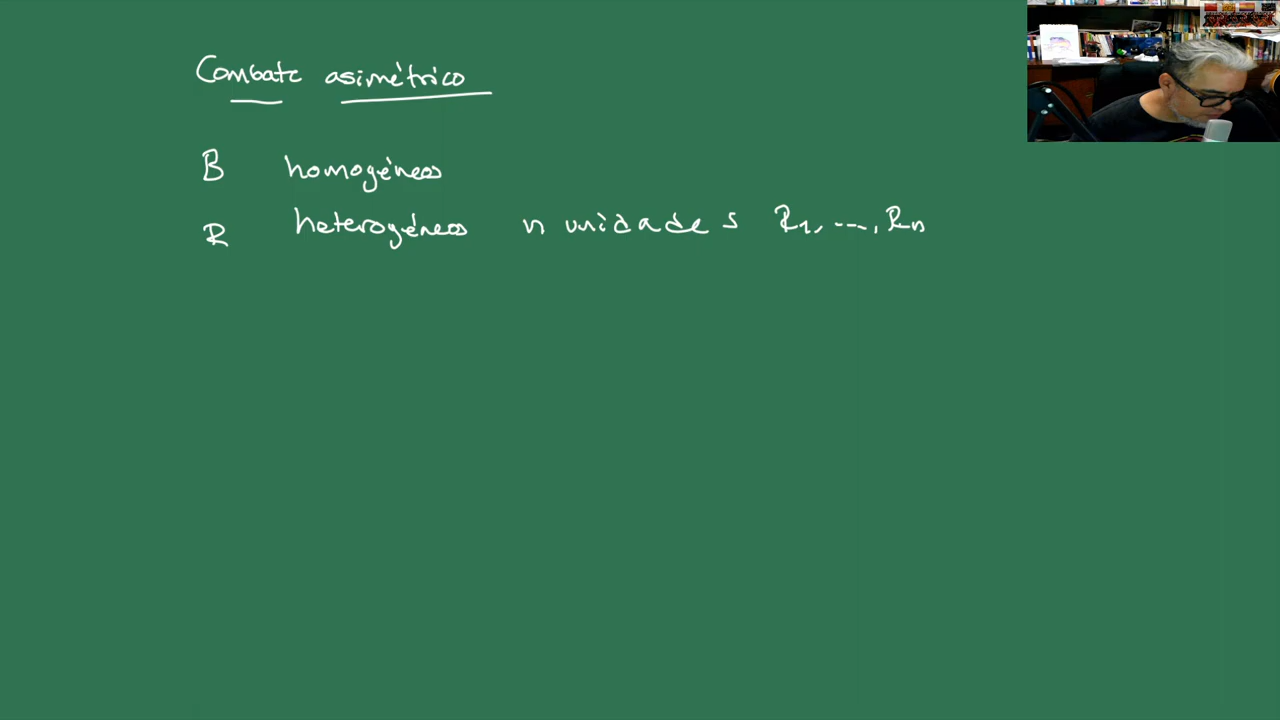 Combate asimétrico
B homogéneos
R heterogéneos n unidades R1, ---, Rn